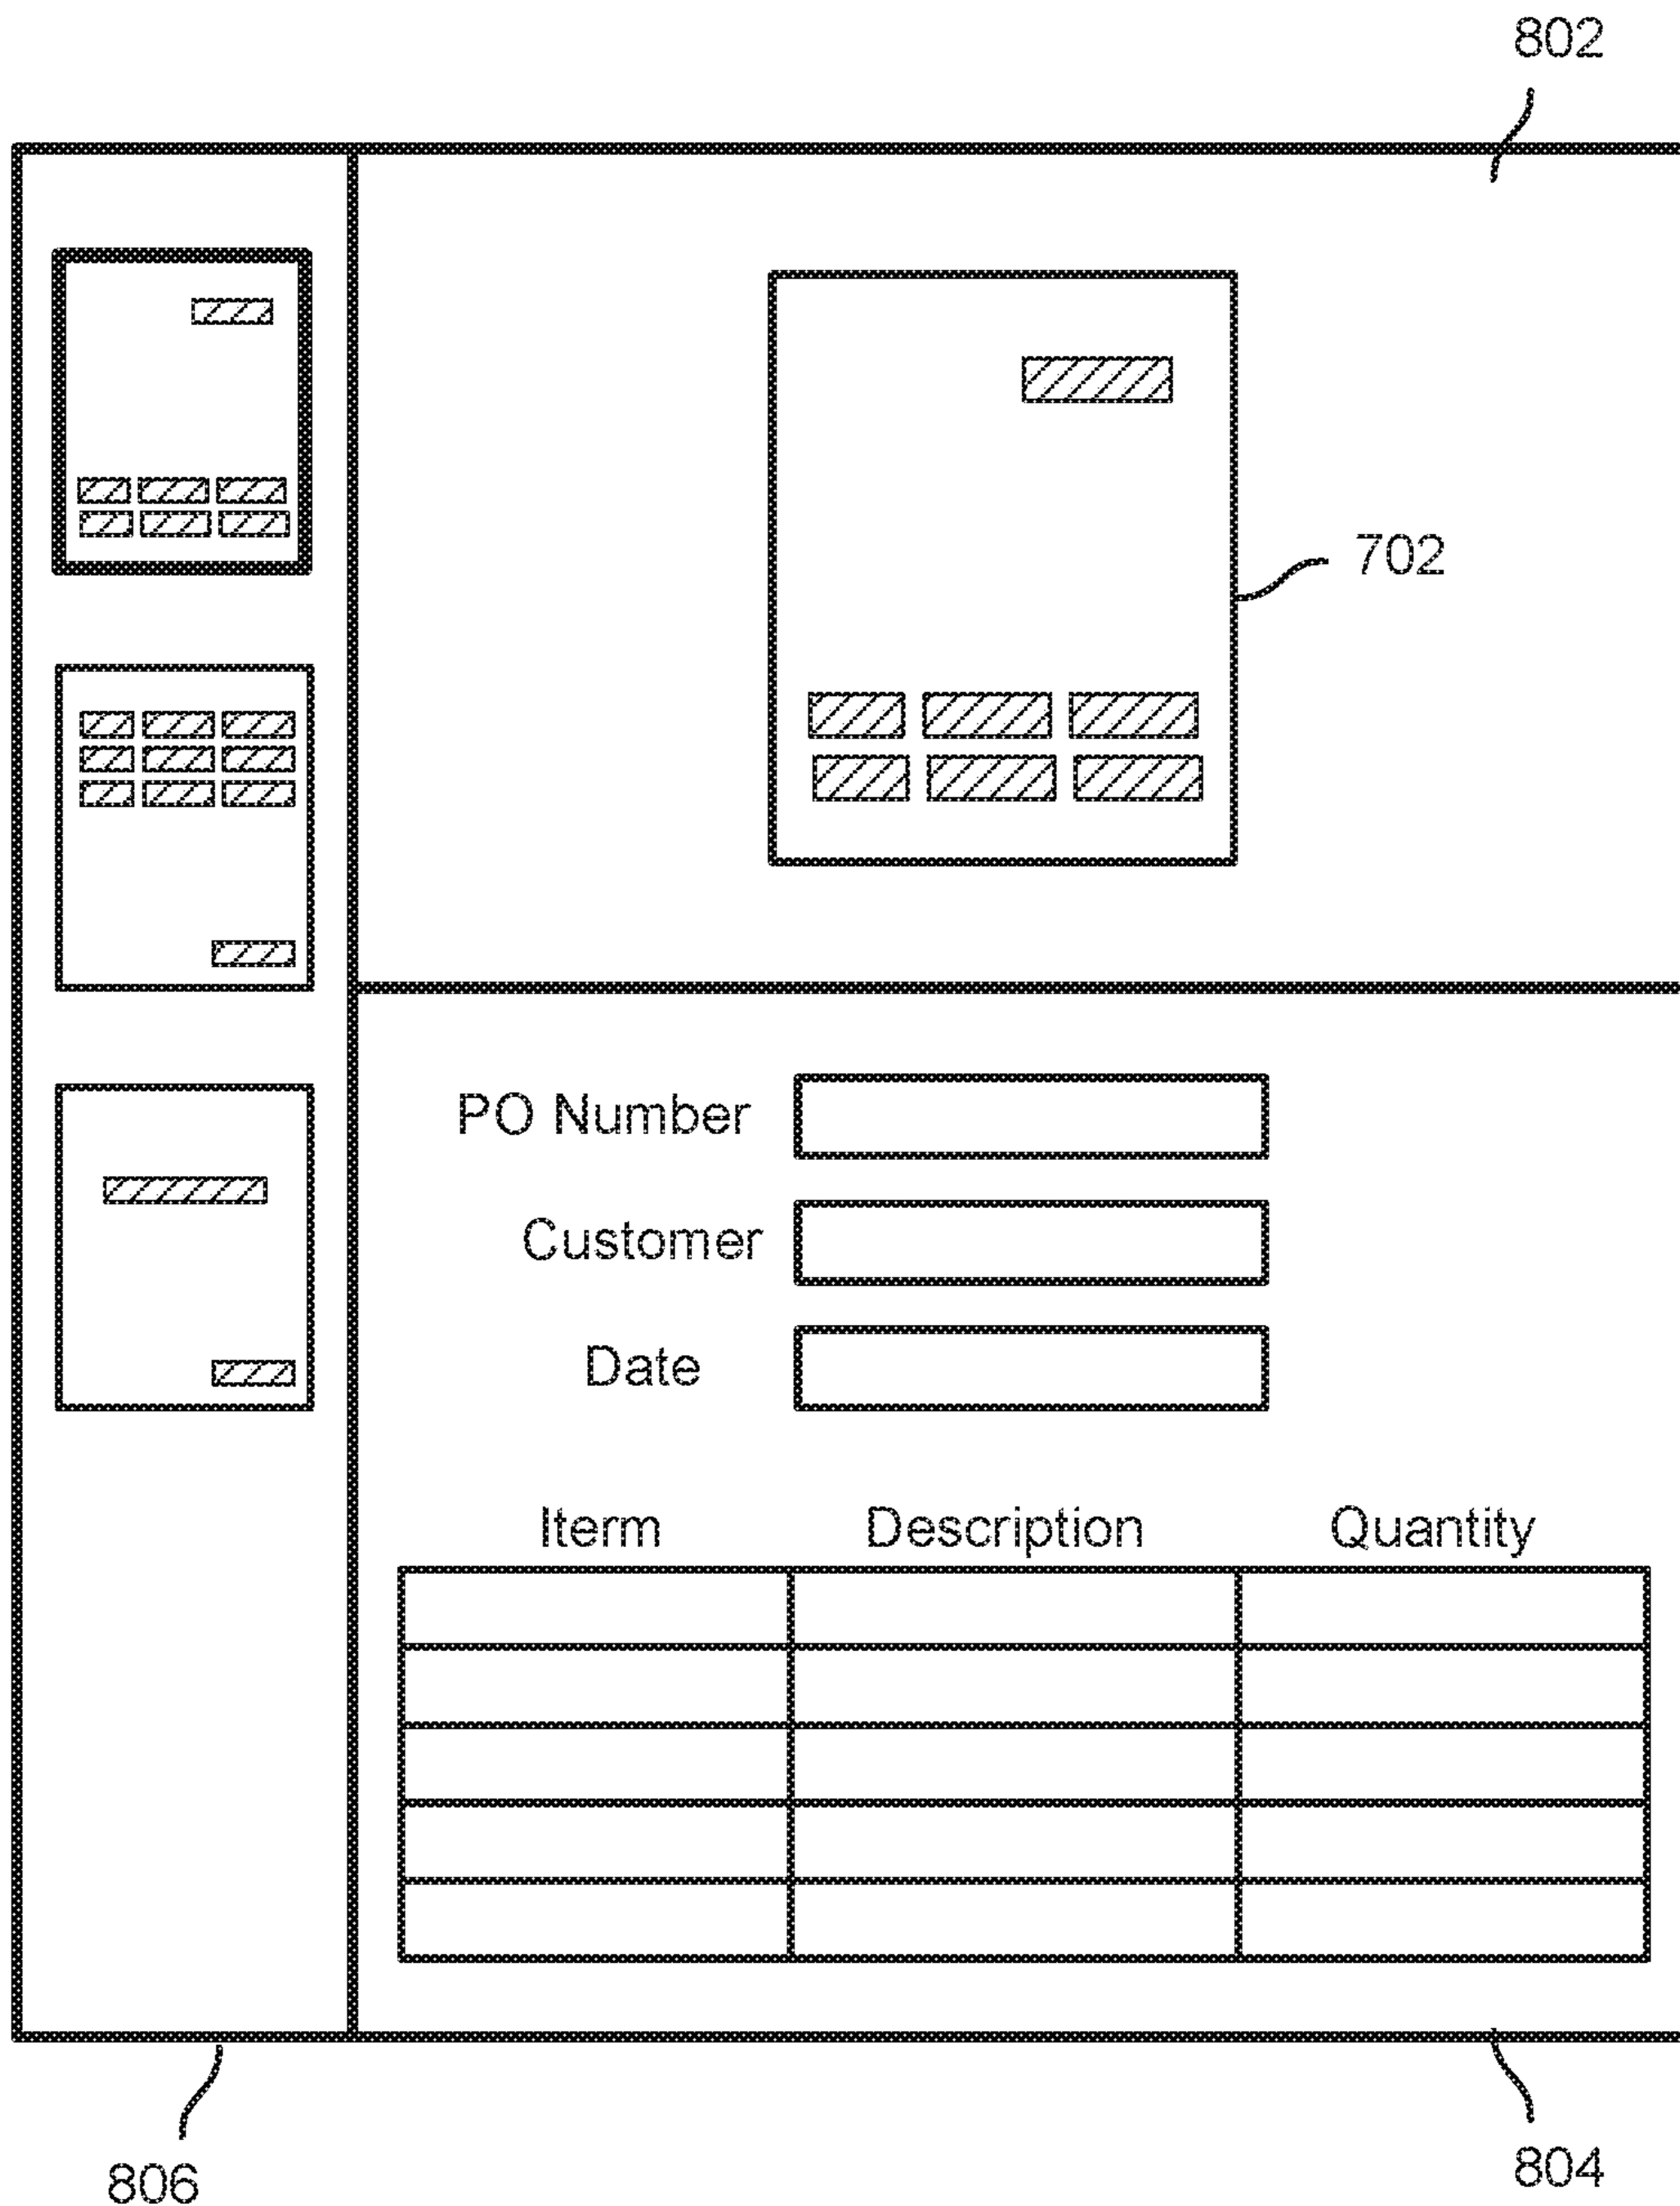 802
702
PO Number
Customer
Date
Iterm Description Quantity
806
804